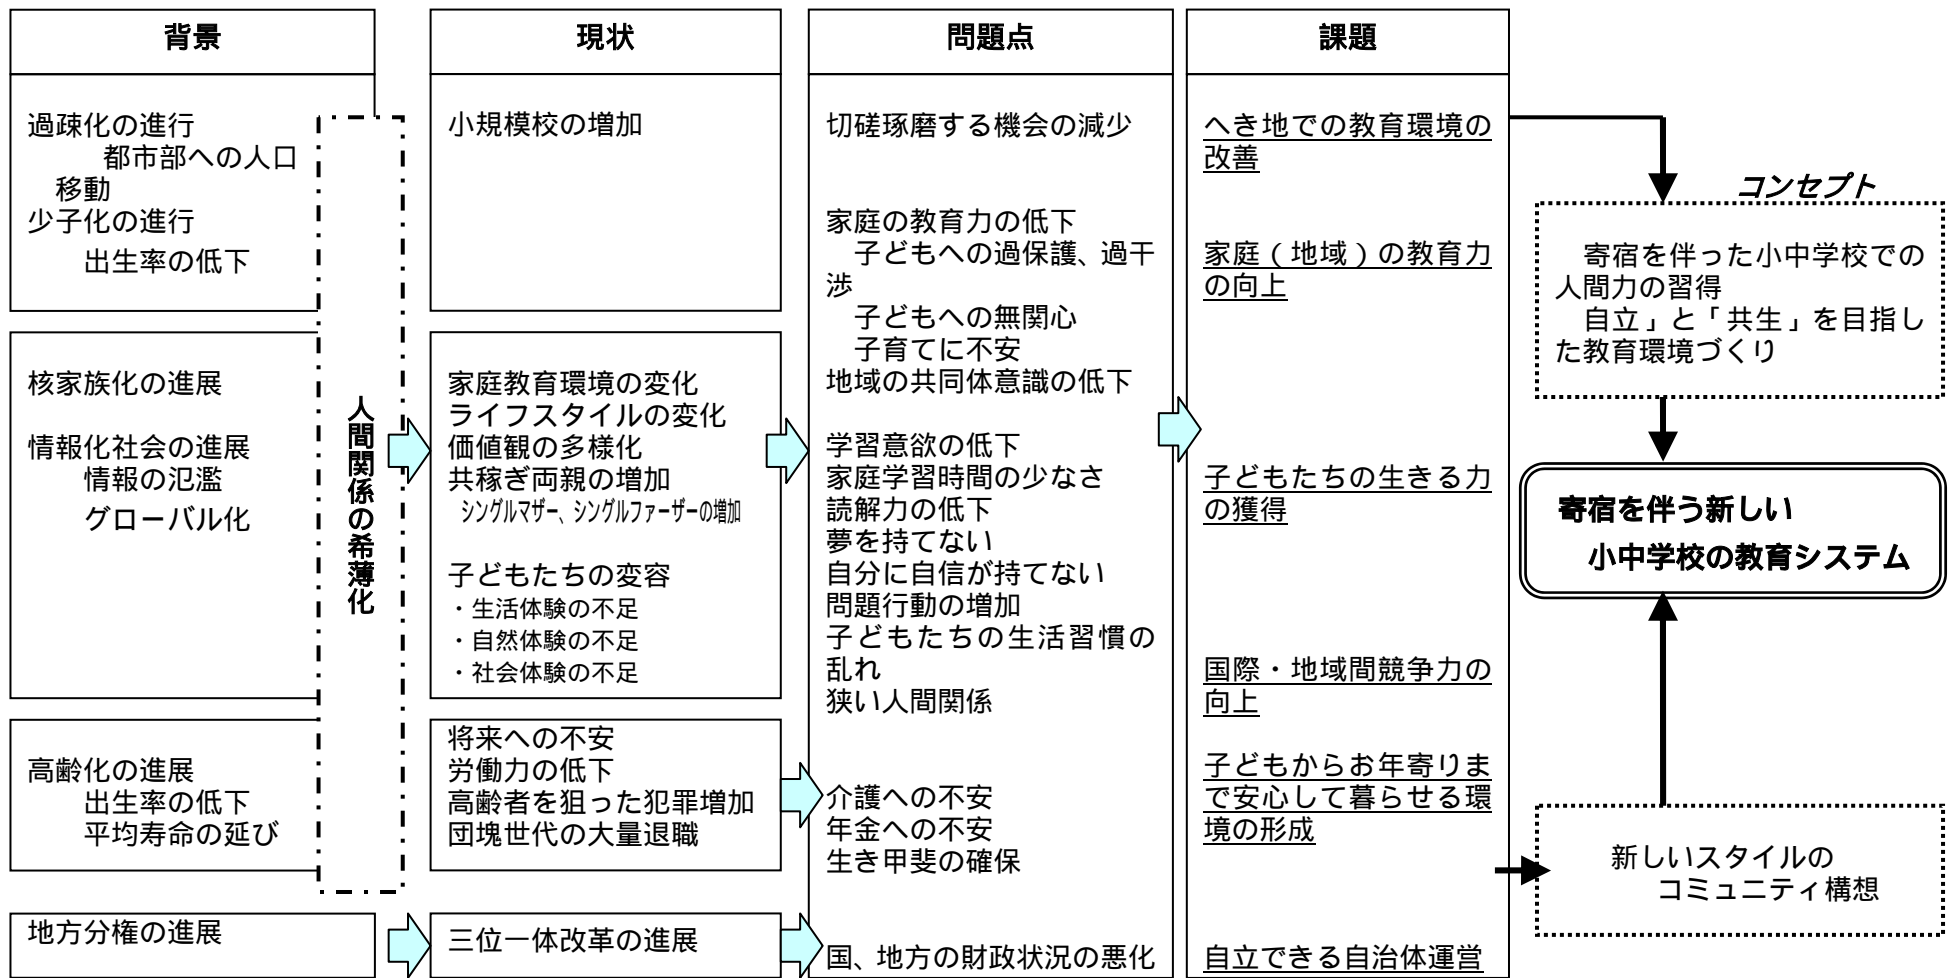 背景
過疎化の進行
都市部への人口
移動
少子化の進行
出生率の低下
核家族化の進展
情報化社会の進展
情報の氾濫
グローバル化
高齢化の進展
出生率の低下
平均寿命の延び
地方分権の進展
人間関係の希薄化
現状
小規模校の増加
家庭教育環境の変化
ライフスタイルの変化
価値観の多様化
共稼ぎ両親の増加
シングルマザー、シングルファーザーの増加
子どもたちの変容
・生活体験の不足
・自然体験の不足
・社会体験の不足
将来への不安
労働力の低下
高齢者を狙った犯罪増加
団塊世代の大量退職
三位一体改革の進展
問題点
切磋琢磨する機会の減少
家庭の教育力の低下
子どもへの過保護、過干
渉
子どもへの無関心
子育てに不安
地域の共同体意識の低下
学習意欲の低下
家庭学習時間の少なさ
読解力の低下
夢を持てない
自分に自信が持てない
問題行動の増加
子どもたちの生活習慣の
乱れ
狭い人間関係
介護への不安
年金への不安
生き甲斐の確保
国、地方の財政状況の悪化
課題
へき地での教育環境の
改善
家庭（地域）の教育力
の向上
子どもたちの生きる力
の獲得
国際・地域間競争力の
向上
子どもからお年寄りま
で安心して暮らせる環
境の形成
自立できる自治体運営
コンセプト
寄宿を伴った小中学校での
人間力の習得
自立」と「共生」を目指し
た教育環境づくり
寄宿を伴う新しい
小中学校の教育システム
新しいスタイルの
コミュニティ構想